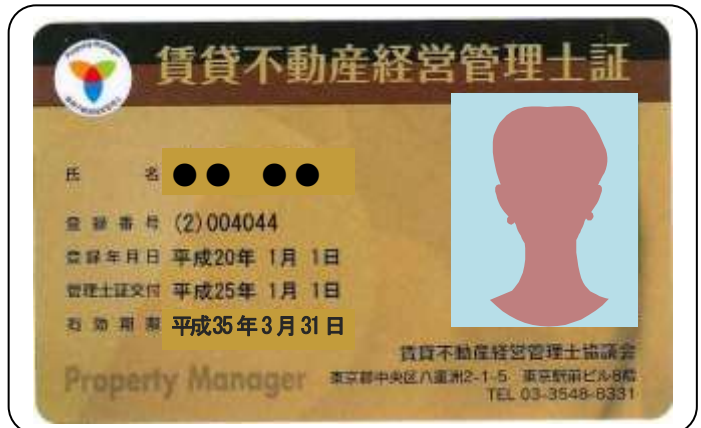 Property Manager
賃貸不動産経営管理士証
氏 名 ●● ●●
登録番号 (2)004044
登録年月日 平成20年 1月 1日
管理士証交付 平成25年 1月 1日
有効期限 平成35年3月31日
賃貸不動産経営管理士協議会
Property Manager 東京都中央区八重洲2-1-5 東京駅前ビル8階
TEL 03-3548-8331